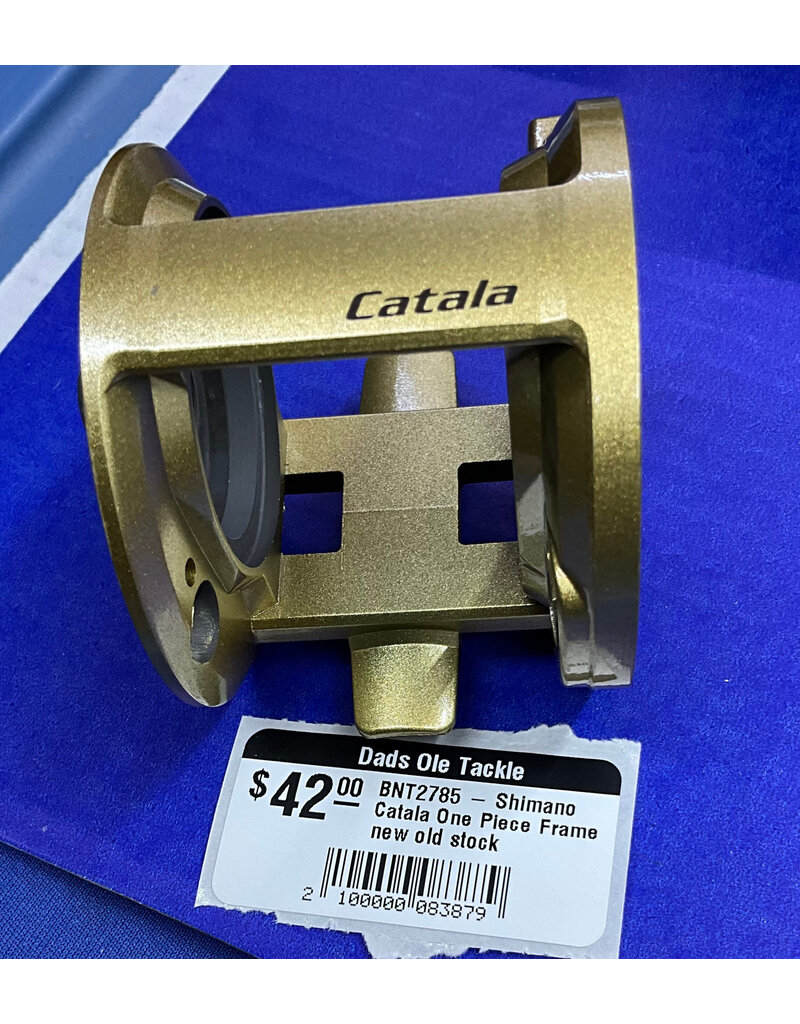 Catala
Dads Ole Tackle
$42.00 BNT2785 – Shimano
Catala One Piece Frame
new old stock
2 100000 083879